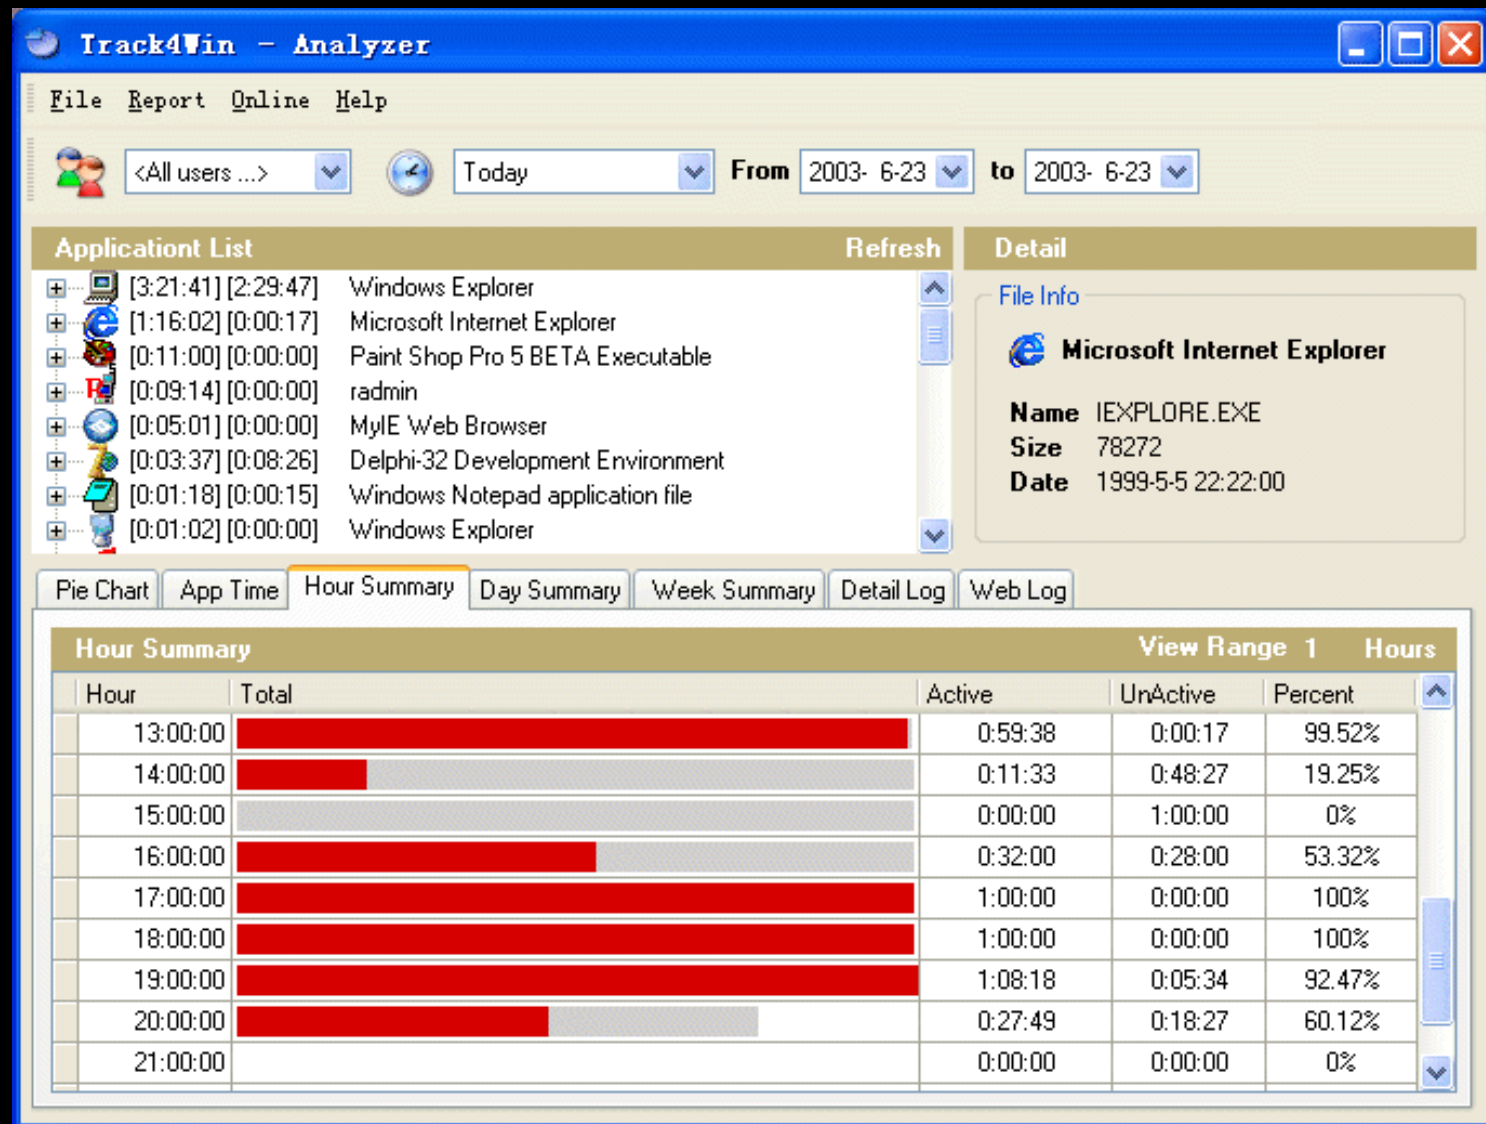 Track4Win - Analyzer
File Report Online Help
<All users ...> Today From 2003- 6-23 to 2003- 6-23
Applicationt List Refresh
[3:21:41] [2:29:47] Windows Explorer
[1:16:02] [0:00:17] Microsoft Internet Explorer
[0:11:00] [0:00:00] Paint Shop Pro 5 BETA Executable
[0:09:14] [0:00:00] radmin
[0:05:01] [0:00:00] MyIE Web Browser
[0:03:37] [0:08:26] Delphi-32 Development Environment
[0:01:18] [0:00:15] Windows Notepad application file
[0:01:02] [0:00:00] Windows Explorer
Detail
File Info
Microsoft Internet Explorer
Name IEXPLORE.EXE
Size 78272
Date 1999-5-5 22:22:00
Pie Chart App Time Hour Summary Day Summary Week Summary Detail Log Web Log
Hour Summary View Range 1 Hours
Hour Total Active UnActive Percent
13:00:00 0:59:38 0:00:17 99.52%
14:00:00 0:11:33 0:48:27 19.25%
15:00:00 0:00:00 1:00:00 0%
16:00:00 0:32:00 0:28:00 53.32%
17:00:00 1:00:00 0:00:00 100%
18:00:00 1:00:00 0:00:00 100%
19:00:00 1:08:18 0:05:34 92.47%
20:00:00 0:27:49 0:18:27 60.12%
21:00:00 0:00:00 0:00:00 0%